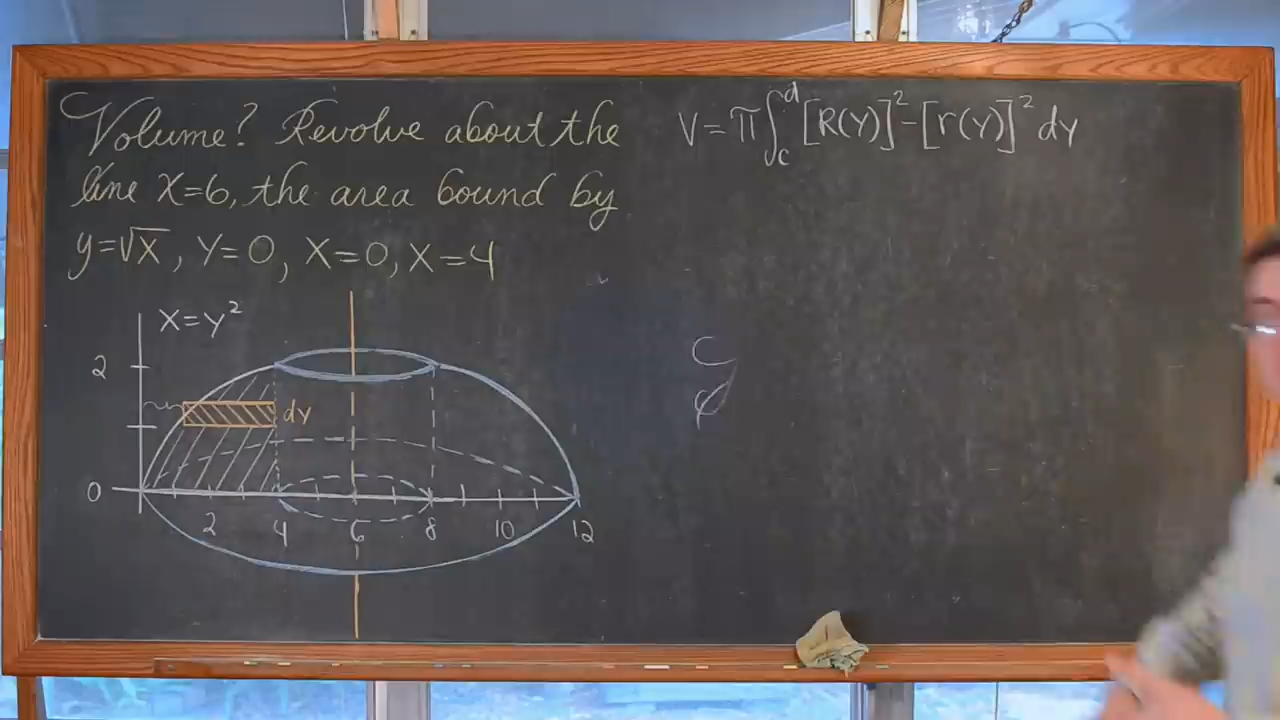 Volume? Revolve about the
line X=6, the area bound by
y=√X, Y=0, X=0, X=4
V=π∫_c^d [R(Y)]²-[r(Y)]² dy
X=y²
2
dy
0
2 4 6 8 10 12